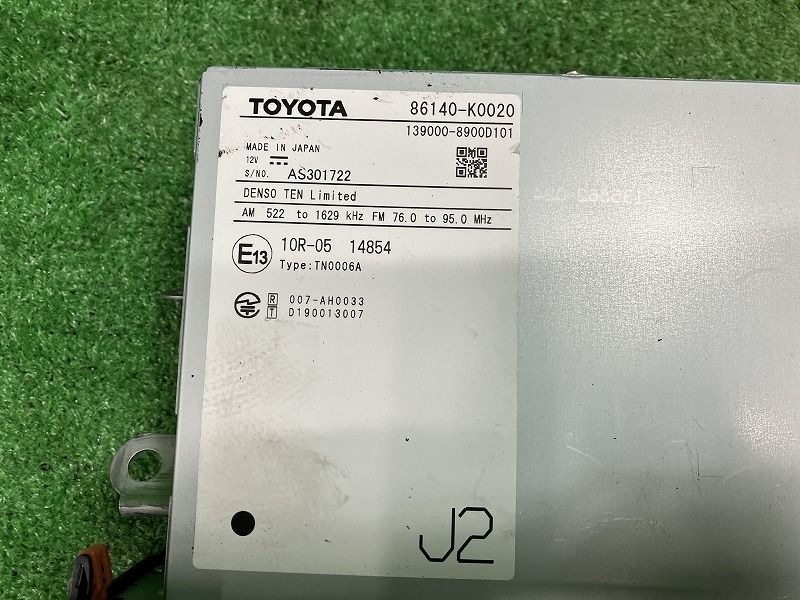 TOYOTA 86140-K0020
139000-8900D101
MADE IN JAPAN
12V
S/NO. AS301722
DENSO TEN Limited
AM 522 to 1629 kHz FM 76.0 to 95.0 MHz
E13 10R-05 14854
Type:TN0006A
R 007-AH0033
T D190013007
J2